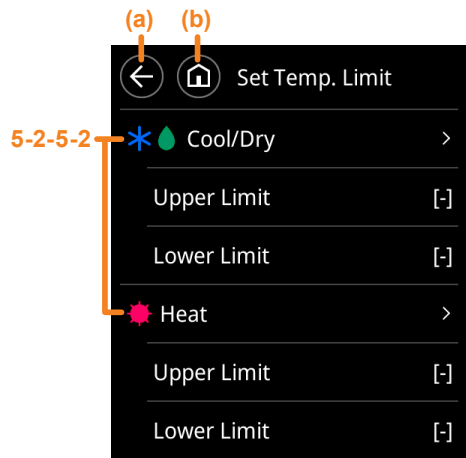 (a) (b)
Set Temp. Limit
5-2-5-2 Cool/Dry >
Upper Limit [-]
Lower Limit [-]
Heat >
Upper Limit [-]
Lower Limit [-]